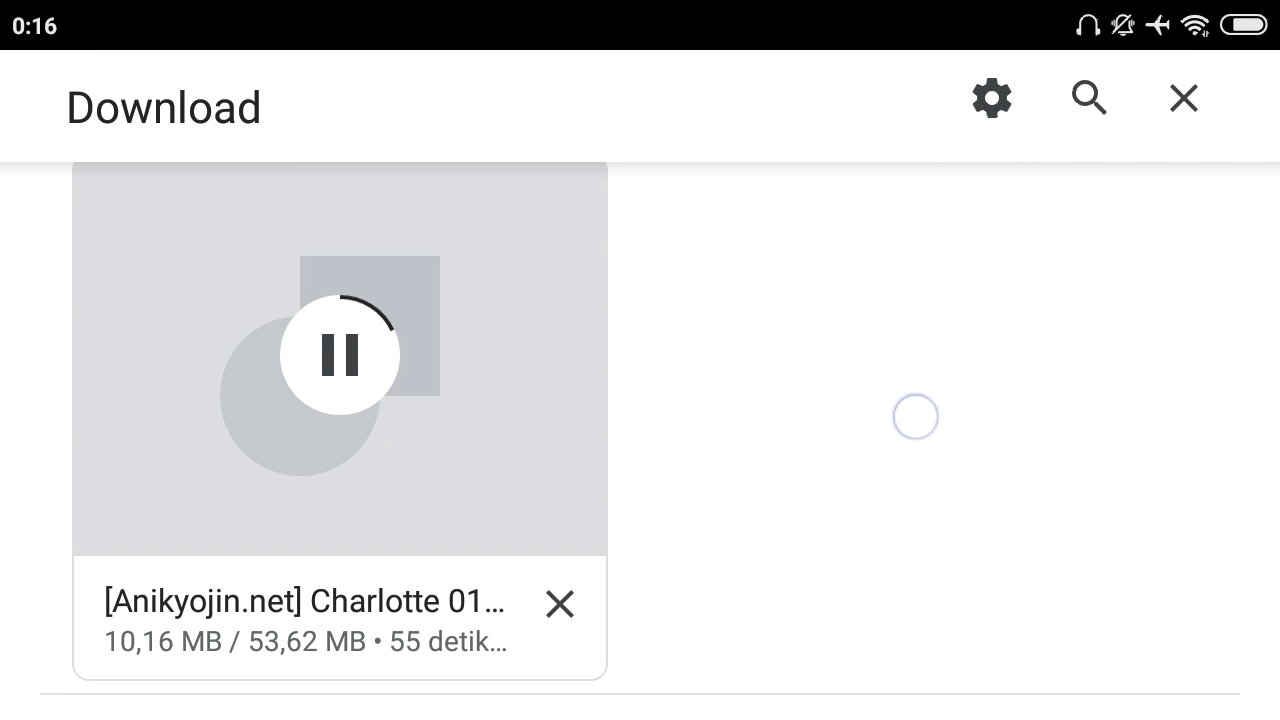 0:16
Download
[Anikyojin.net] Charlotte 01...
10,16 MB / 53,62 MB • 55 detik...